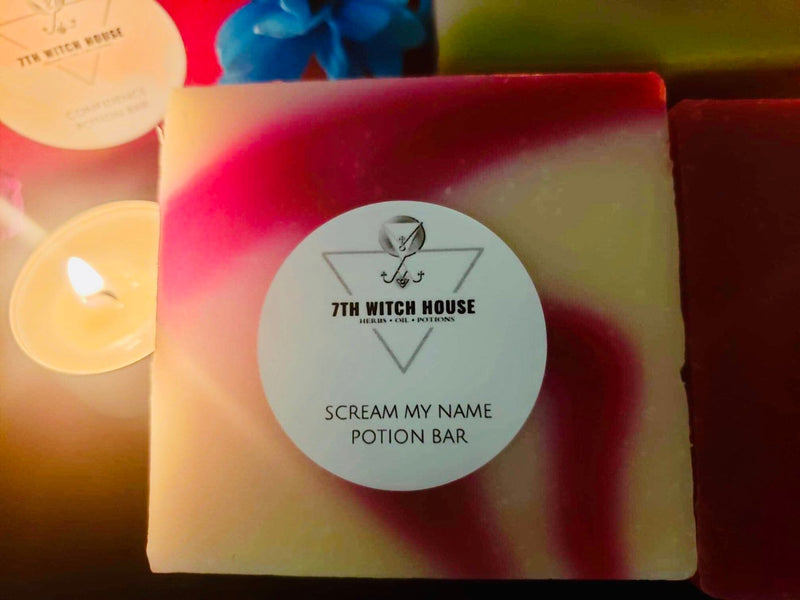 7TH WITCH HOUSE
CONFIDENCE
POTION BAR
7TH WITCH HOUSE
HERBS • OIL • POTIONS
SCREAM MY NAME
POTION BAR